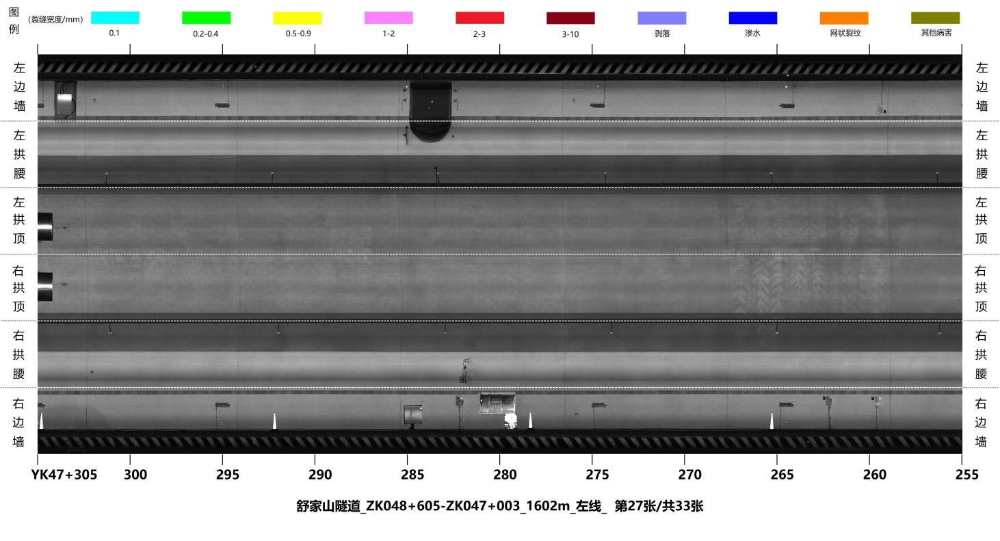 图例
(裂缝宽度/mm)
0.1
0.2-0.4
0.5-0.9
1-2
2-3
3-10
剥落
渗水
网状裂纹
其他病害
左边墙
左边墙
左拱腰
左拱腰
左拱顶
左拱顶
右拱顶
右拱顶
右拱腰
右拱腰
右边墙
右边墙
YK47+305 300 295 290 285 280 275 270 265 260 255
舒家山隧道_ZK048+605-ZK047+003_1602m_左线_ 第27张/共33张